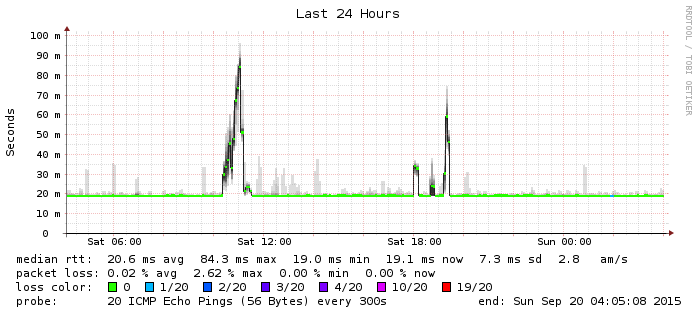 Last 24 Hours
RRDTOOL / TOBI OETIKER
Seconds
100 m
90 m
80 m
70 m
60 m
50 m
40 m
30 m
20 m
10 m
0
Sat 06:00 Sat 12:00 Sat 18:00 Sun 00:00
median rtt: 20.6 ms avg 84.3 ms max 19.0 ms min 19.1 ms now 7.3 ms sd 2.8 am/s
packet loss: 0.02 % avg 2.62 % max 0.00 % min 0.00 % now
loss color: 0 1/20 2/20 3/20 4/20 10/20 19/20
probe: 20 ICMP Echo Pings (56 Bytes) every 300s end: Sun Sep 20 04:05:08 2015